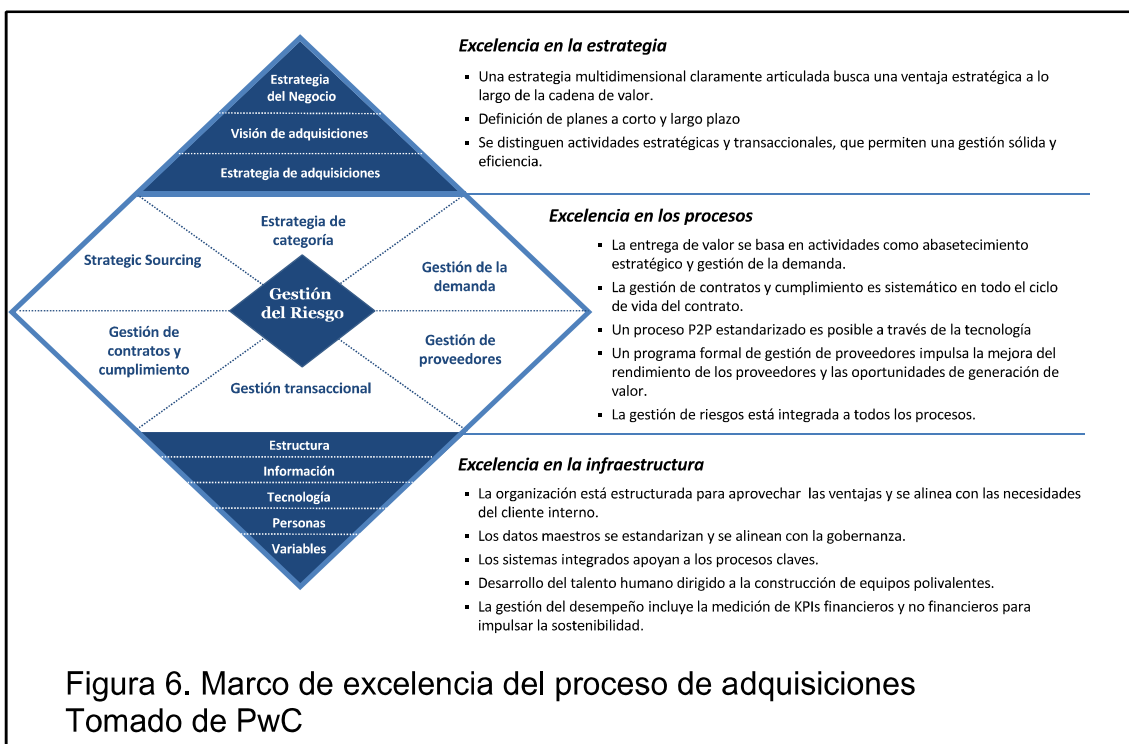 Estrategia
del Negocio
Visión de adquisiciones
Estrategia de adquisiciones
Estrategia de
categoría
Strategic Sourcing
Gestión de la
demanda
Gestión
del Riesgo
Gestión de
contratos y
cumplimiento
Gestión de
proveedores
Gestión transaccional
Estructura
Información
Tecnología
Personas
Variables
Excelencia en la estrategia
▪ Una estrategia multidimensional claramente articulada busca una ventaja estratégica a lo
largo de la cadena de valor.
▪ Definición de planes a corto y largo plazo
▪ Se distinguen actividades estratégicas y transaccionales, que permiten una gestión sólida y
eficiencia.
Excelencia en los procesos
▪ La entrega de valor se basa en actividades como abasetecimiento
estratégico y gestión de la demanda.
▪ La gestión de contratos y cumplimiento es sistemático en todo el ciclo
de vida del contrato.
▪ Un proceso P2P estandarizado es posible a través de la tecnología
▪ Un programa formal de gestión de proveedores impulsa la mejora del
rendimiento de los proveedores y las oportunidades de generación de
valor.
▪ La gestión de riesgos está integrada a todos los procesos.
Excelencia en la infraestructura
▪ La organización está estructurada para aprovechar las ventajas y se alinea con las necesidades
del cliente interno.
▪ Los datos maestros se estandarizan y se alinean con la gobernanza.
▪ Los sistemas integrados apoyan a los procesos claves.
▪ Desarrollo del talento humano dirigido a la construcción de equipos polivalentes.
▪ La gestión del desempeño incluye la medición de KPIs financieros y no financieros para
impulsar la sostenibilidad.
Figura 6. Marco de excelencia del proceso de adquisiciones
Tomado de PwC